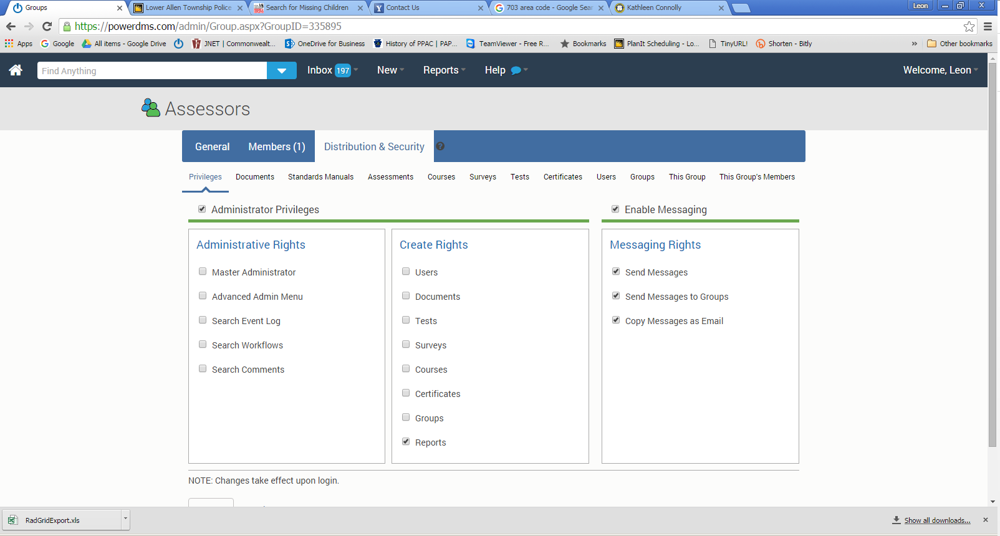 Groups
Lower Allen Township Police
Search for Missing Children
Contact Us
703 area code - Google Sear
Kathleen Connolly
Leon
https://powerdms.com/admin/Group.aspx?GroupID=335895
Apps
Google
All items - Google Drive
JNET | Commonwealt...
OneDrive for Business
History of PPAC | PAP...
TeamViewer - Free R...
Bookmarks
PlanIt Scheduling - Lo...
TinyURL!
Shorten - Bitly
»
Other bookmarks
Find Anything
Inbox 197
New
Reports
Help
Welcome, Leon
Assessors
General
Members (1)
Distribution & Security
?
Privileges
Documents
Standards Manuals
Assessments
Courses
Surveys
Tests
Certificates
Users
Groups
This Group
This Group's Members
Administrator Privileges
Enable Messaging
Administrative Rights
Master Administrator
Advanced Admin Menu
Search Event Log
Search Workflows
Search Comments
Create Rights
Users
Documents
Tests
Surveys
Courses
Certificates
Groups
Reports
Messaging Rights
Send Messages
Send Messages to Groups
Copy Messages as Email
NOTE: Changes take effect upon login.
RadGridExport.xls
Show all downloads...